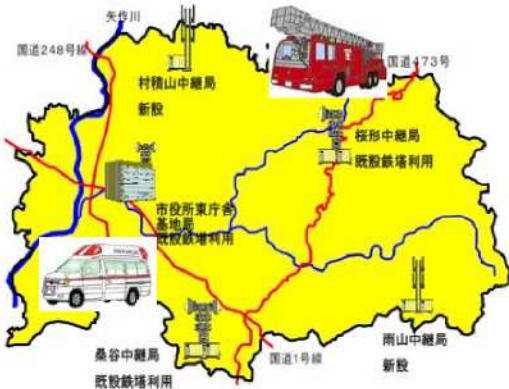 矢作川
国道248号線
村積山中継局
新設
国道473号
桜形中継局
既設鉄塔利用
市役所東庁舎
基地局
既設鉄塔利用
桑谷中継局
既設鉄塔利用
国道1号線
雨山中継局
新設